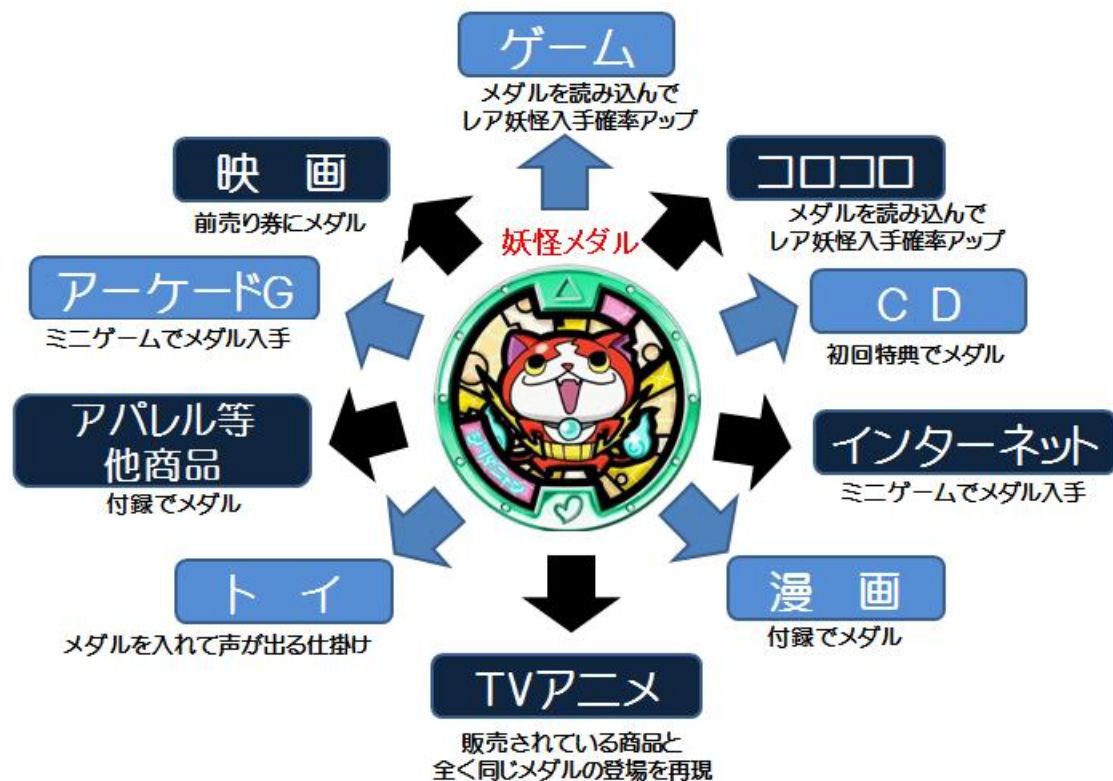 ゲーム
メダルを読み込んで
レア妖怪入手確率アップ
映　画
前売り券にメダル
コロコロ
メダルを読み込んで
レア妖怪入手確率アップ
妖怪メダル
アーケードG
ミニゲームでメダル入手
ＣＤ
初回特典でメダル
アパレル等
他商品
付録でメダル
インターネット
ミニゲームでメダル入手
ジバニャン
トイ
メダルを入れて声が出る仕掛け
漫　画
付録でメダル
TVアニメ
販売されている商品と
全く同じメダルの登場を再現